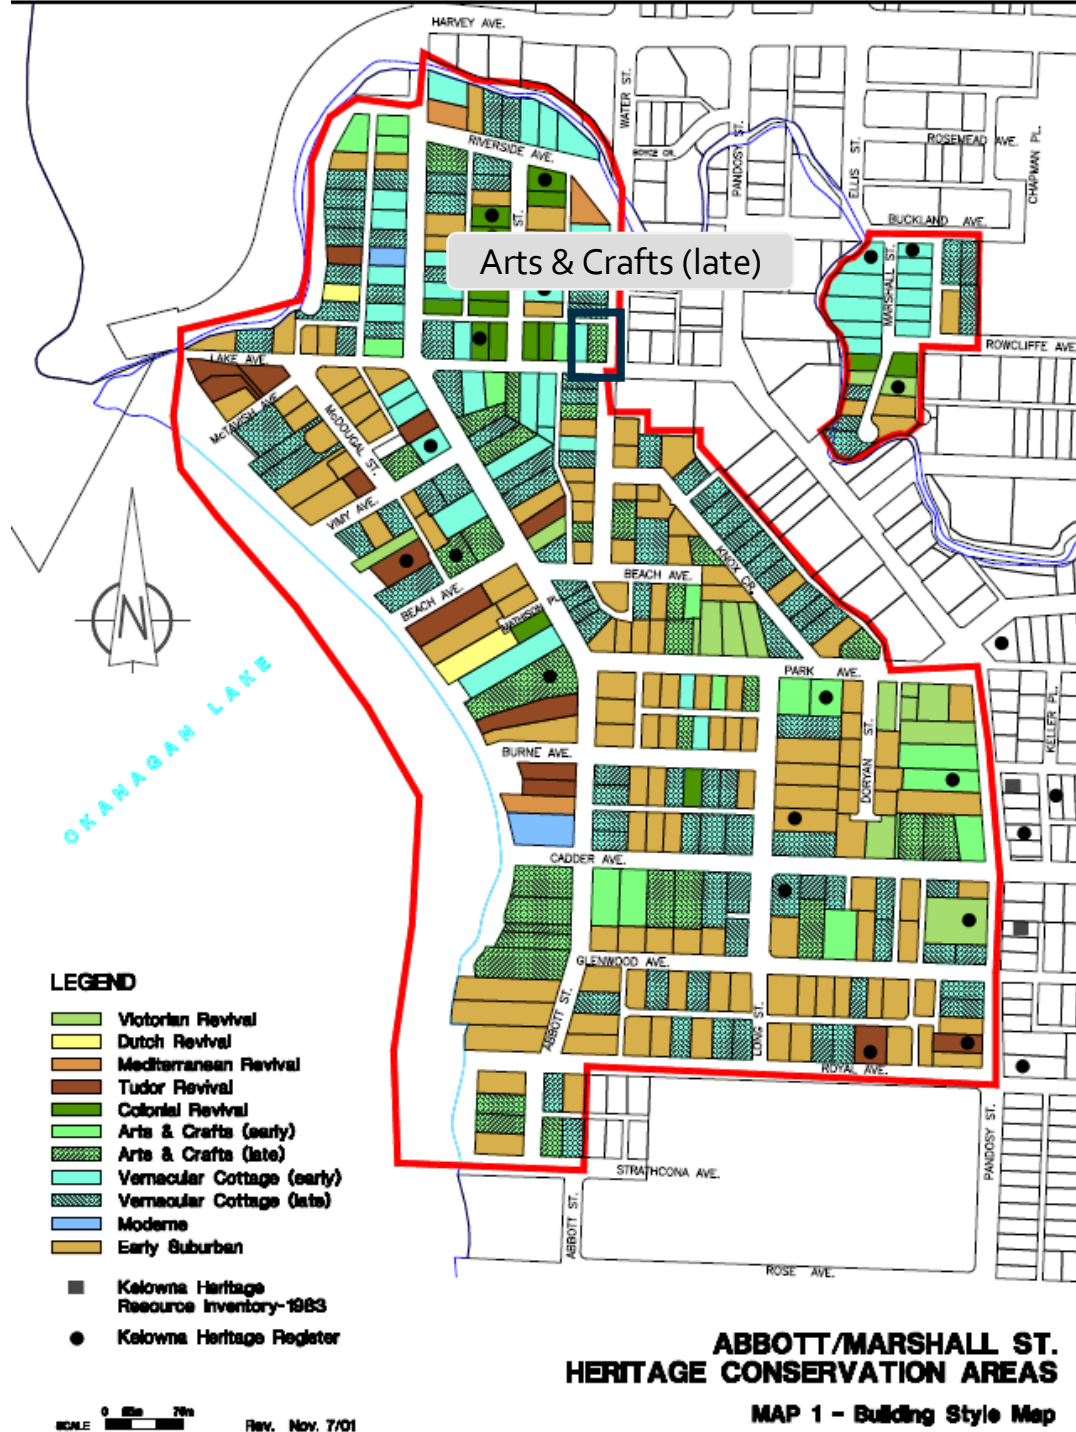 HARVEY AVE.
WATER ST.
ROYCE CR.
PANDOSY ST.
ELLIS ST.
ROSEMEAD AVE.
CHAPMAN PL.
RIVERSIDE AVE.
ST.
BUCKLAND AVE.
MARSHALL ST.
Arts & Crafts (late)
ROWCLIFFE AVE
LAKE AVE.
McTAVISH AVE.
McDOUGAL ST.
VIMY AVE.
KNOX CR.
BEACH AVE.
BEACH AVE.
MATHISON PL.
N
PARK AVE.
OKANAGAN LAKE
DORYAN ST.
KELLER PL.
BURNE AVE.
CADDER AVE.
GLENWOOD AVE.
ABBOTT ST.
LONG ST.
ROYAL AVE.
PANDOSY ST.
STRATHCONA AVE.
ABBOTT ST.
ROSE AVE.
LEGEND
Victorian Revival
Dutch Revival
Mediterranean Revival
Tudor Revival
Colonial Revival
Arts & Crafts (early)
Arts & Crafts (late)
Vernacular Cottage (early)
Vernacular Cottage (late)
Moderne
Early Suburban
Kelowna Heritage
Resource Inventory-1983
Kelowna Heritage Register
ABBOTT/MARSHALL ST.
HERITAGE CONSERVATION AREAS
MAP 1 - Building Style Map
SCALE 0
Rev. Nov. 7/01